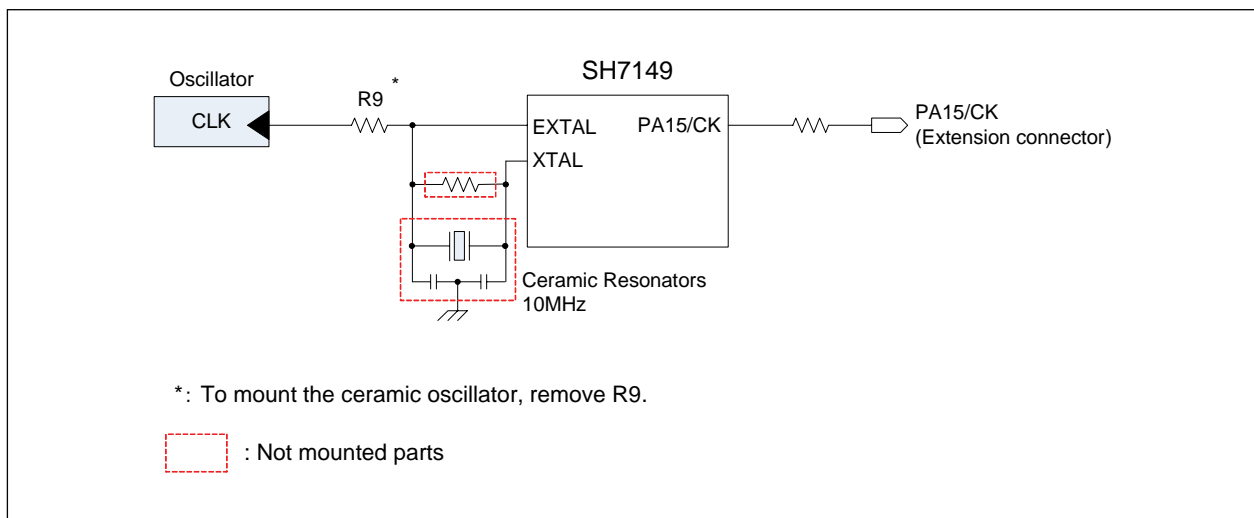 SH7149
Oscillator
CLK
R9
*
EXTAL
XTAL
PA15/CK
PA15/CK
(Extension connector)
Ceramic Resonators
10MHz
*: To mount the ceramic oscillator, remove R9.
: Not mounted parts